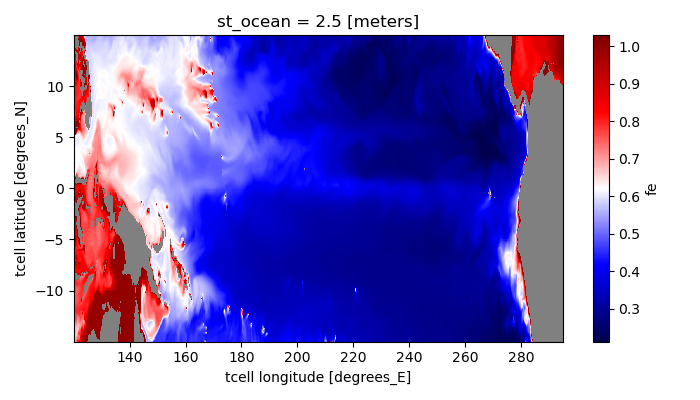 st_ocean = 2.5 [meters]
10
5
0
−5
−10
tcell latitude [degrees_N]
140 160 180 200 220 240 260 280
tcell longitude [degrees_E]
1.0
0.9
0.8
0.7
0.6
0.5
0.4
0.3
fe